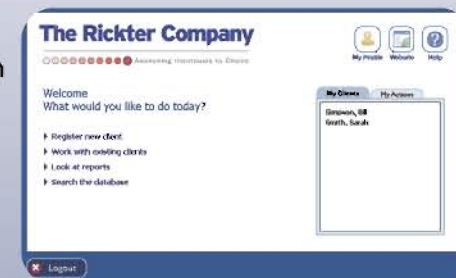 The Rickter Company
My Profile Website Help
Welcome
What would you like to do today?
Register new client
Work with existing clients
Look at reports
Search the database
My Clients My Actions
Simpson, Bill
Smith, Sarah
Logout